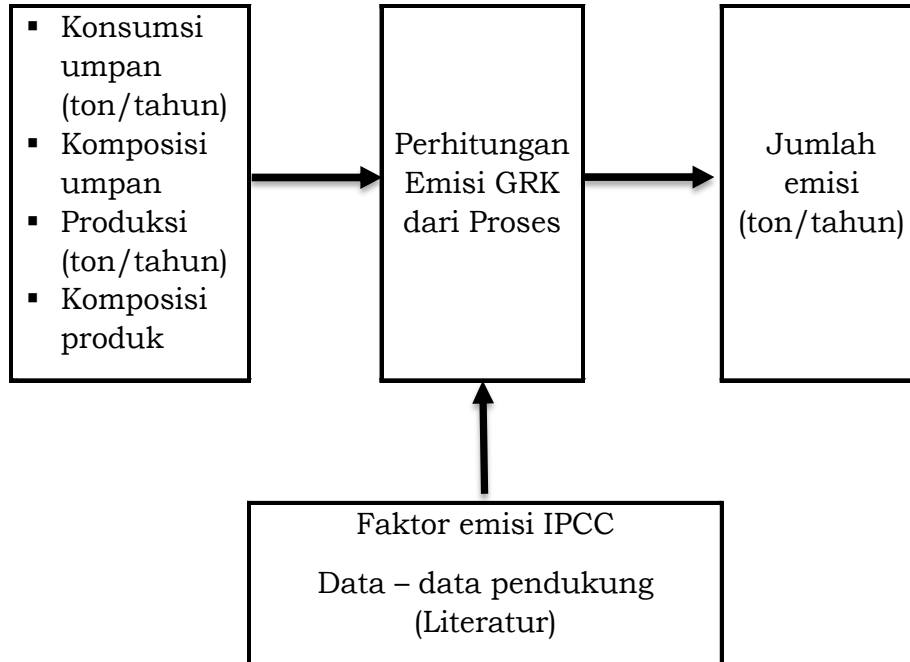 ▪ Konsumsi
umpan
(ton/tahun)
▪ Komposisi
umpan
▪ Produksi
(ton/tahun)
▪ Komposisi
produk
Perhitungan
Emisi GRK
dari Proses
Jumlah
emisi
(ton/tahun)
Faktor emisi IPCC
Data – data pendukung
(Literatur)